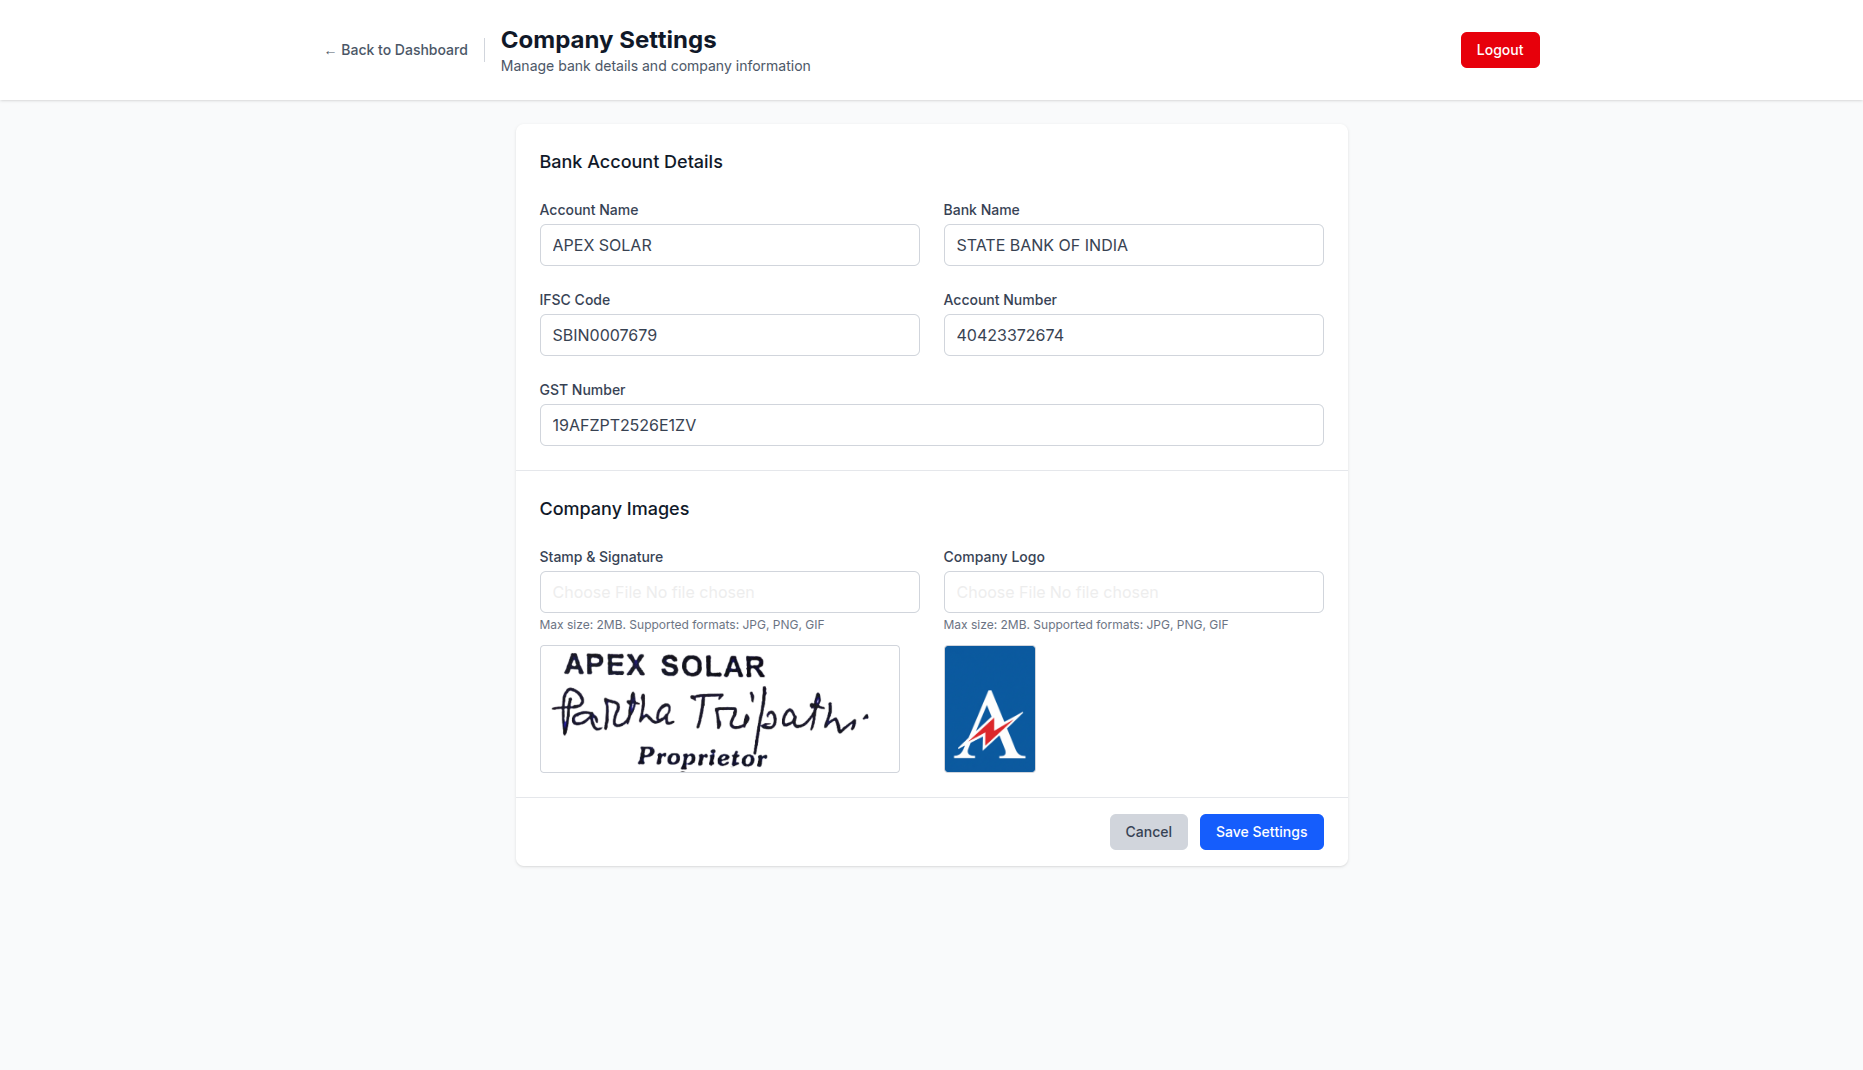 ← Back to Dashboard
Company Settings
Manage bank details and company information
Logout
Bank Account Details
Account Name
APEX SOLAR
Bank Name
STATE BANK OF INDIA
IFSC Code
SBIN0007679
Account Number
40423372674
GST Number
19AFZPT2526E1ZV
Company Images
Stamp & Signature
Choose File No file chosen
Max size: 2MB. Supported formats: JPG, PNG, GIF
APEX SOLAR
Partha Tripathi
Proprietor
Company Logo
Choose File No file chosen
Max size: 2MB. Supported formats: JPG, PNG, GIF
A
Cancel
Save Settings